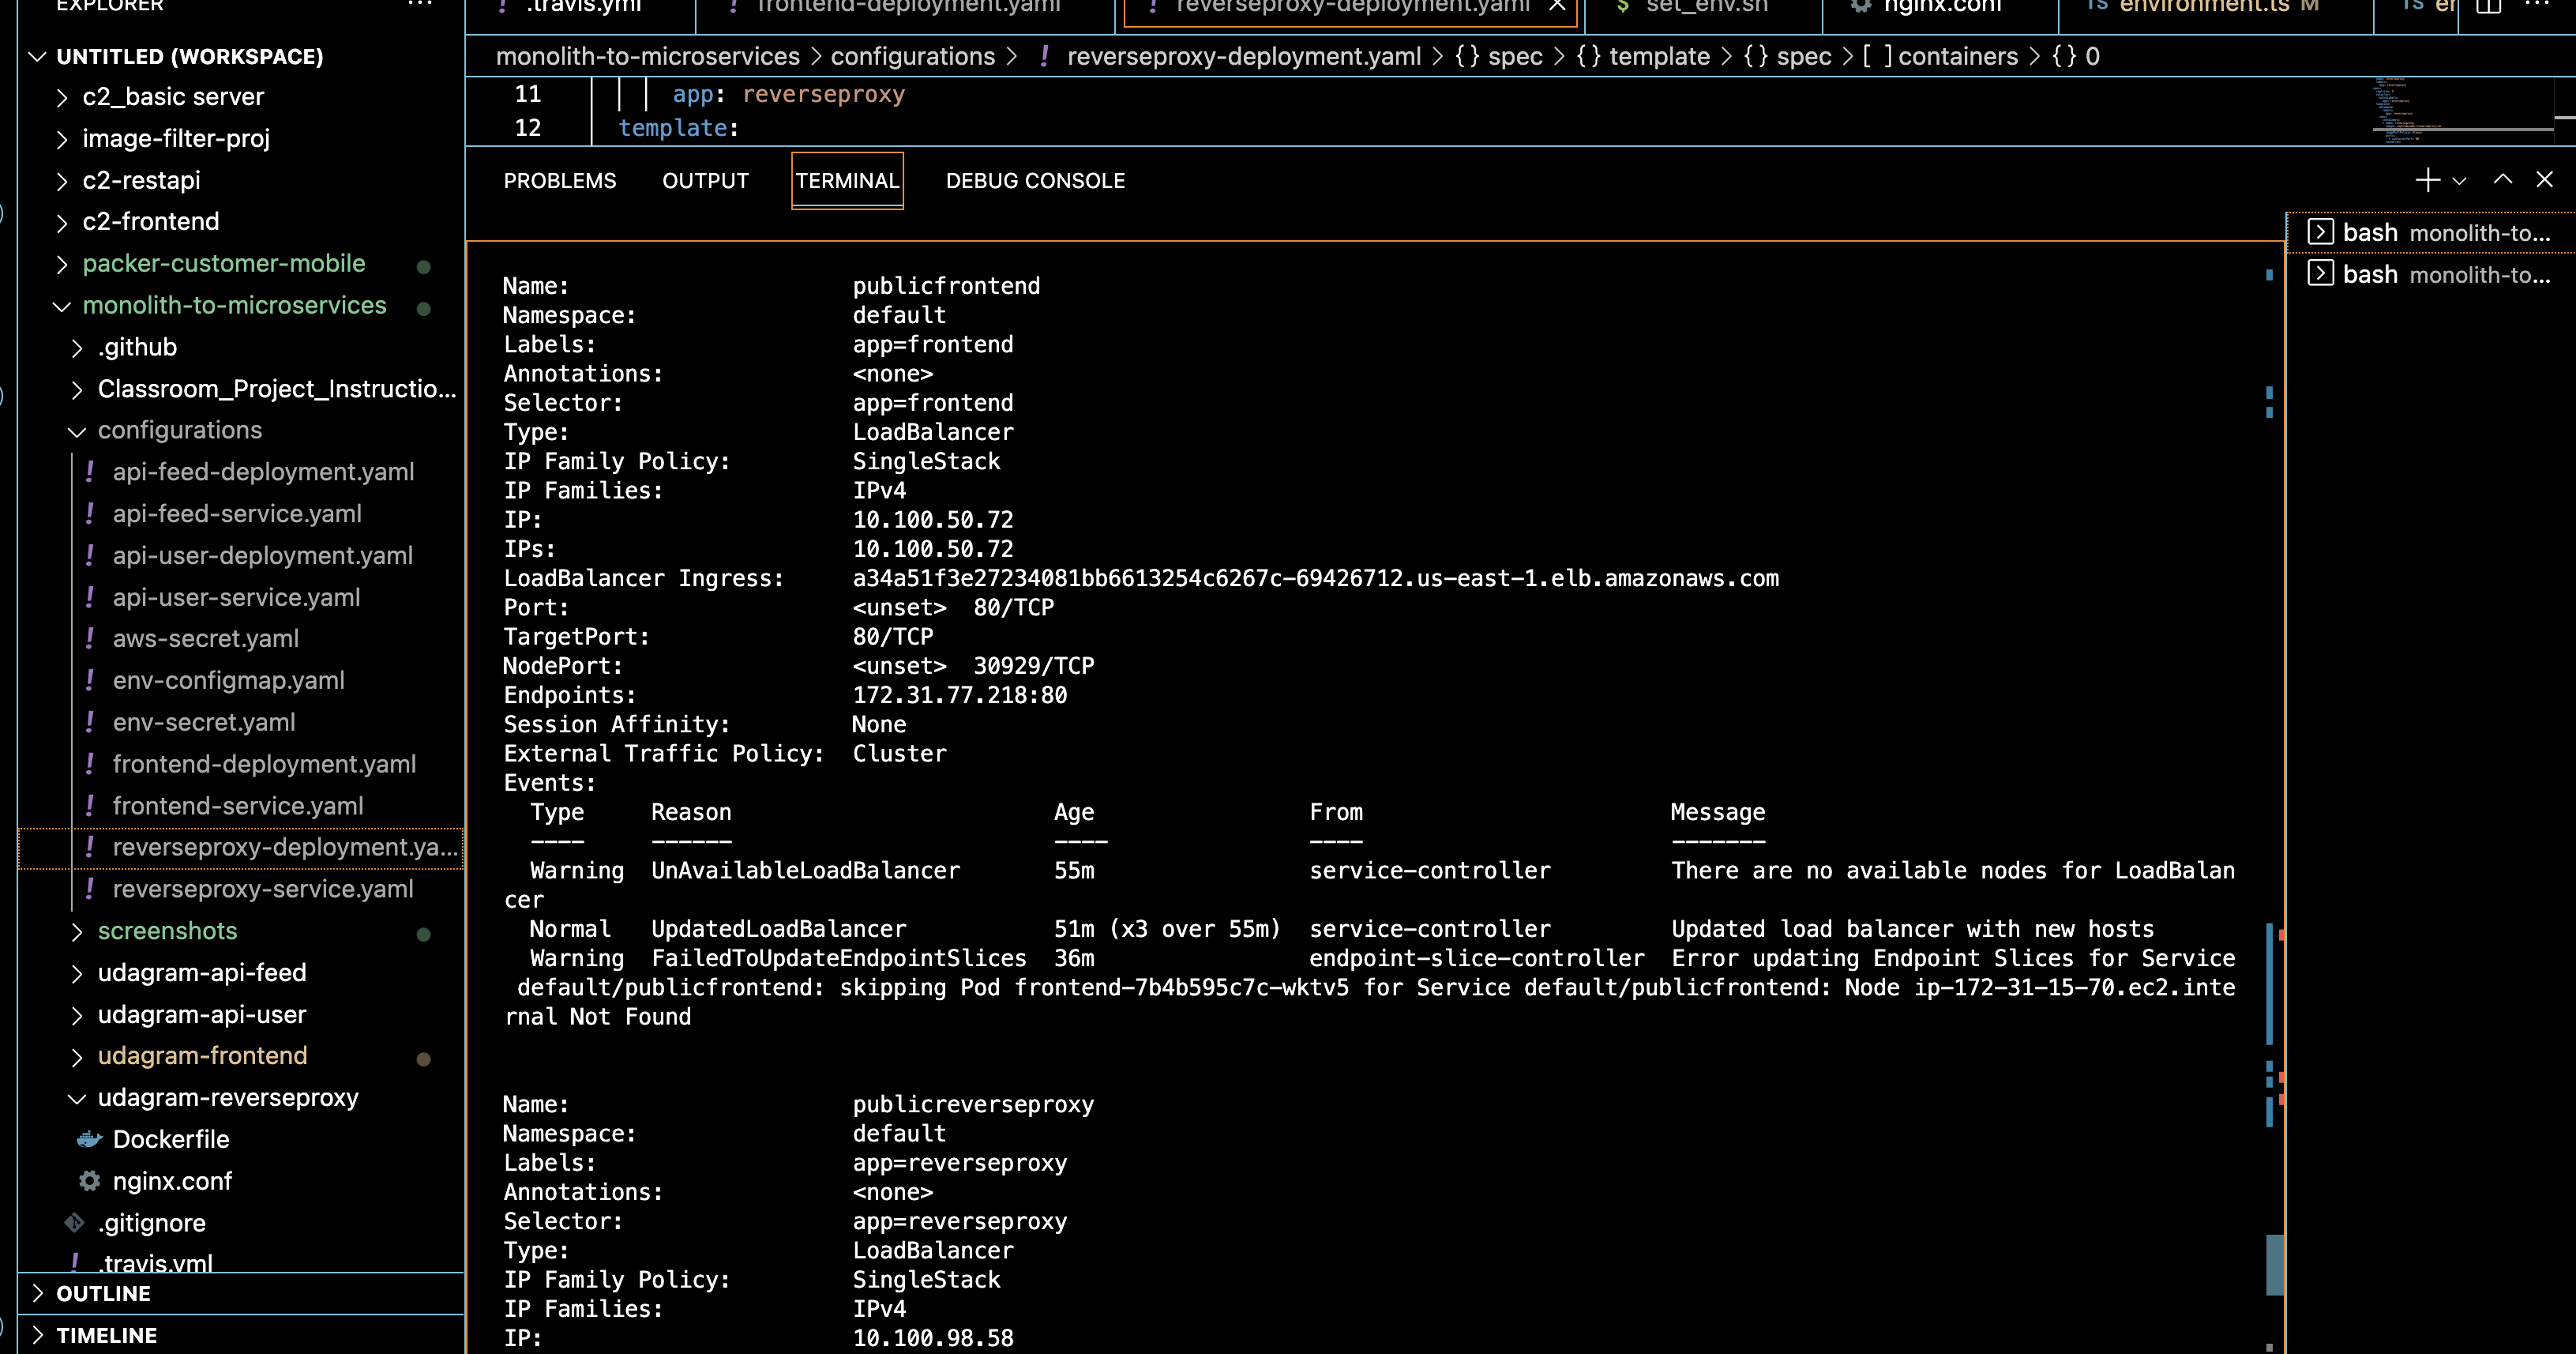 EXPLORER
UNTITLED (WORKSPACE)
c2_basic server
image-filter-proj
c2-restapi
c2-frontend
packer-customer-mobile
monolith-to-microservices
.github
Classroom_Project_Instructio...
configurations
api-feed-deployment.yaml
api-feed-service.yaml
api-user-deployment.yaml
api-user-service.yaml
aws-secret.yaml
env-configmap.yaml
env-secret.yaml
frontend-deployment.yaml
frontend-service.yaml
reverseproxy-deployment.ya...
reverseproxy-service.yaml
screenshots
udagram-api-feed
udagram-api-user
udagram-frontend
udagram-reverseproxy
Dockerfile
nginx.conf
.gitignore
.travis.yml
OUTLINE
TIMELINE
! .travis.yml ! frontend-deployment.yaml ! reverseproxy-deployment.yaml $ set_env.sh nginx.conf TS environment.ts M TS er
monolith-to-microservices > configurations > ! reverseproxy-deployment.yaml > {} spec > {} template > {} spec > [ ] containers > {} 0
11 app: reverseproxy
12 template:
PROBLEMS OUTPUT TERMINAL DEBUG CONSOLE
Name: publicfrontend
Namespace: default
Labels: app=frontend
Annotations: <none>
Selector: app=frontend
Type: LoadBalancer
IP Family Policy: SingleStack
IP Families: IPv4
IP: 10.100.50.72
IPs: 10.100.50.72
LoadBalancer Ingress: a34a51f3e27234081bb6613254c6267c-69426712.us-east-1.elb.amazonaws.com
Port: <unset> 80/TCP
TargetPort: 80/TCP
NodePort: <unset> 30929/TCP
Endpoints: 172.31.77.218:80
Session Affinity: None
External Traffic Policy: Cluster
Events:
Type Reason Age From Message
---- ------ ---- ---- -------
Warning UnAvailableLoadBalancer 55m service-controller There are no available nodes for LoadBalan
cer
Normal UpdatedLoadBalancer 51m (x3 over 55m) service-controller Updated load balancer with new hosts
Warning FailedToUpdateEndpointSlices 36m endpoint-slice-controller Error updating Endpoint Slices for Service
default/publicfrontend: skipping Pod frontend-7b4b595c7c-wktv5 for Service default/publicfrontend: Node ip-172-31-15-70.ec2.inte
rnal Not Found
Name: publicreverseproxy
Namespace: default
Labels: app=reverseproxy
Annotations: <none>
Selector: app=reverseproxy
Type: LoadBalancer
IP Family Policy: SingleStack
IP Families: IPv4
IP: 10.100.98.58
bash monolith-to...
bash monolith-to...